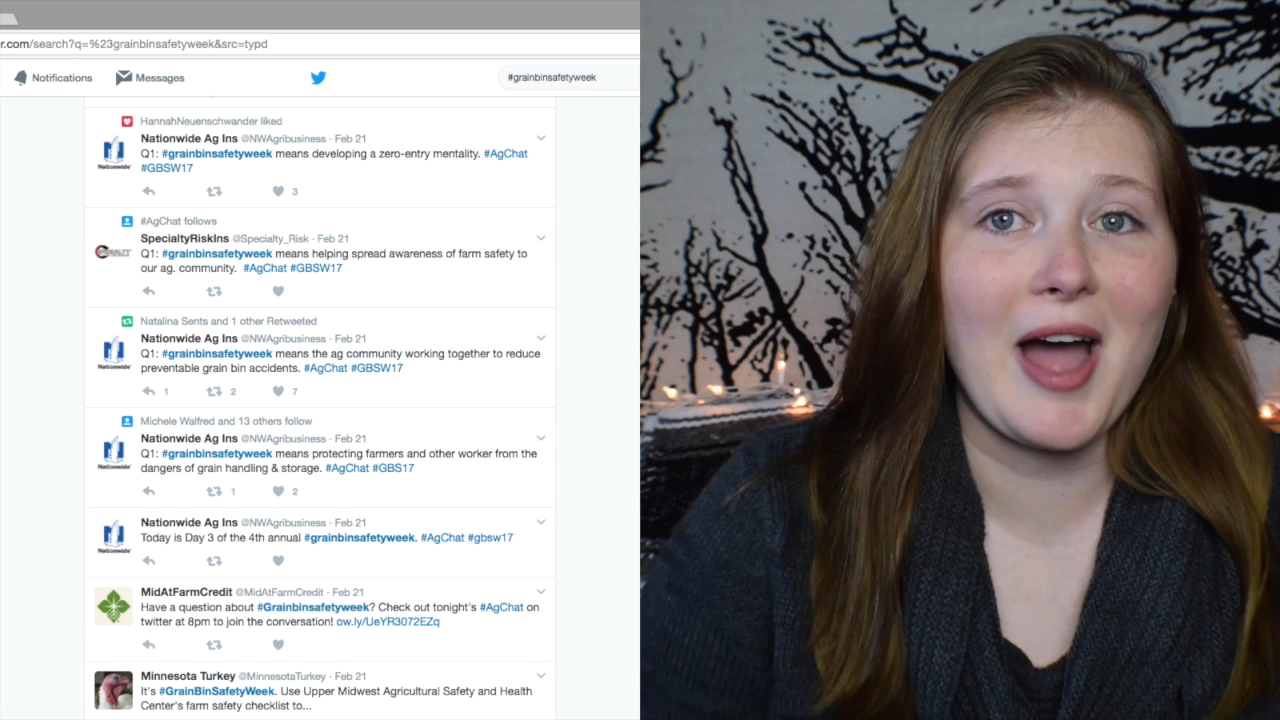 r.com/search?q=%23grainbinsafetyweek&src=typd
Notifications
Messages
#grainbinsafetyweek
HannahNeuenschwander liked
Nationwide Ag Ins @NWAgribusiness · Feb 21
Q1: #grainbinsafetyweek means developing a zero-entry mentality. #AgChat
#GBSW17
3
Nationwide
#AgChat follows
SpecialtyRiskIns @Specialty_Risk · Feb 21
Q1: #grainbinsafetyweek means helping spread awareness of farm safety to
our ag. community. #AgChat #GBSW17
Natalina Sents and 1 other Retweeted
Nationwide Ag Ins @NWAgribusiness · Feb 21
Q1: #grainbinsafetyweek means the ag community working together to reduce
preventable grain bin accidents. #AgChat #GBSW17
Nationwide
1 2 7
Michele Walfred and 13 others follow
Nationwide Ag Ins @NWAgribusiness · Feb 21
Q1: #grainbinsafetyweek means protecting farmers and other worker from the
dangers of grain handling & storage. #AgChat #GBS17
Nationwide
1 2
Nationwide Ag Ins @NWAgribusiness · Feb 21
Today is Day 3 of the 4th annual #grainbinsafetyweek. #AgChat #gbsw17
Nationwide
MidAtFarmCredit @MidAtFarmCredit · Feb 21
Have a question about #Grainbinsafetyweek? Check out tonight's #AgChat on
twitter at 8pm to join the conversation! ow.ly/UeYR3072EZq
Minnesota Turkey @MinnesotaTurkey · Feb 21
It's #GrainBinSafetyWeek. Use Upper Midwest Agricultural Safety and Health
Center's farm safety checklist to...